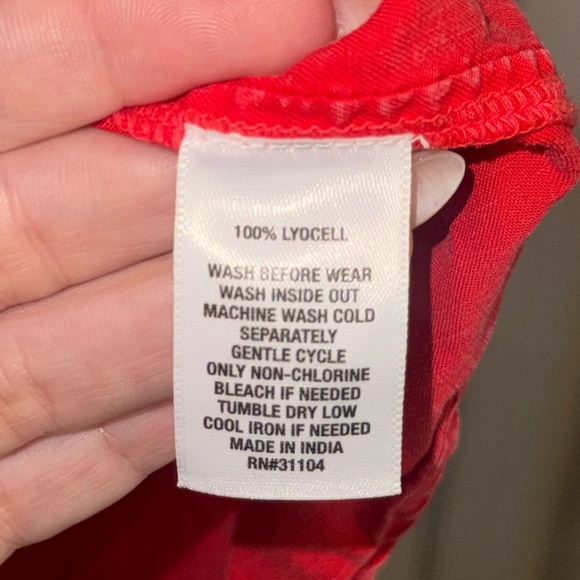 100% LYOCELL
WASH BEFORE WEAR
WASH INSIDE OUT
MACHINE WASH COLD
SEPARATELY
GENTLE CYCLE
ONLY NON-CHLORINE
BLEACH IF NEEDED
TUMBLE DRY LOW
COOL IRON IF NEEDED
MADE IN INDIA
RN#31104